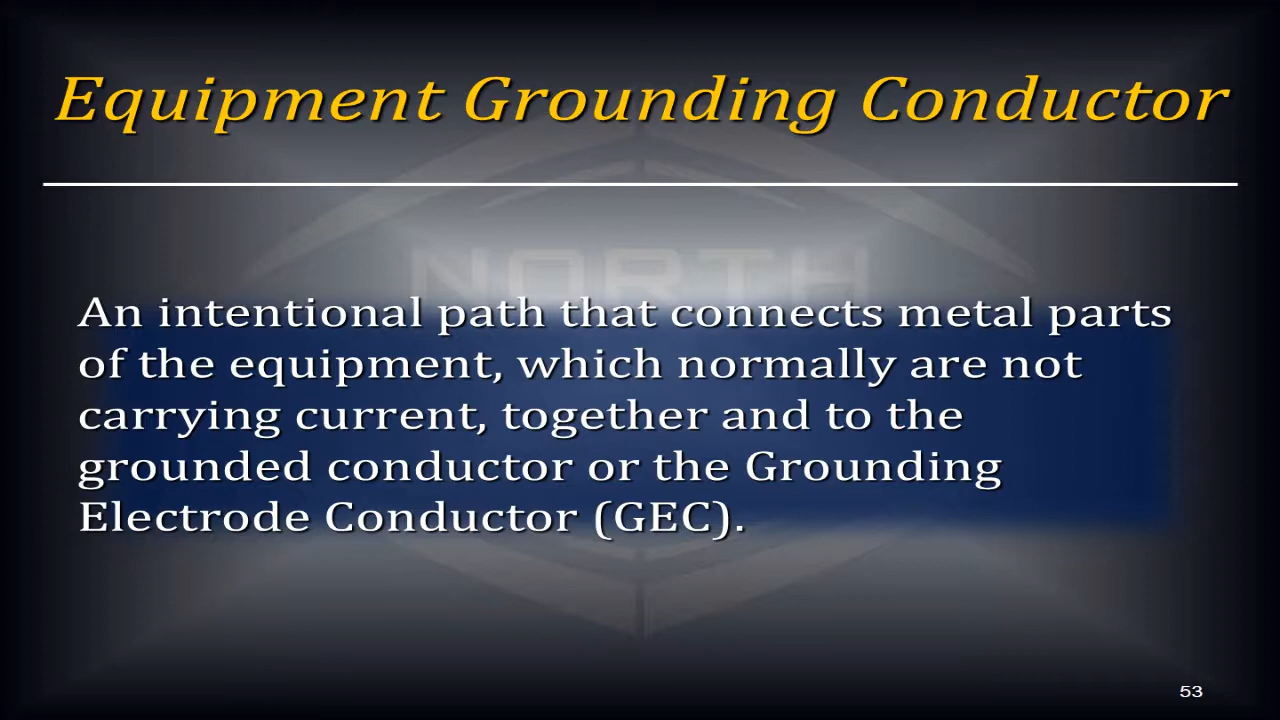 Equipment Grounding Conductor
NORTH
An intentional path that connects metal parts
of the equipment, which normally are not
carrying current, together and to the
grounded conductor or the Grounding
Electrode Conductor (GEC).
53